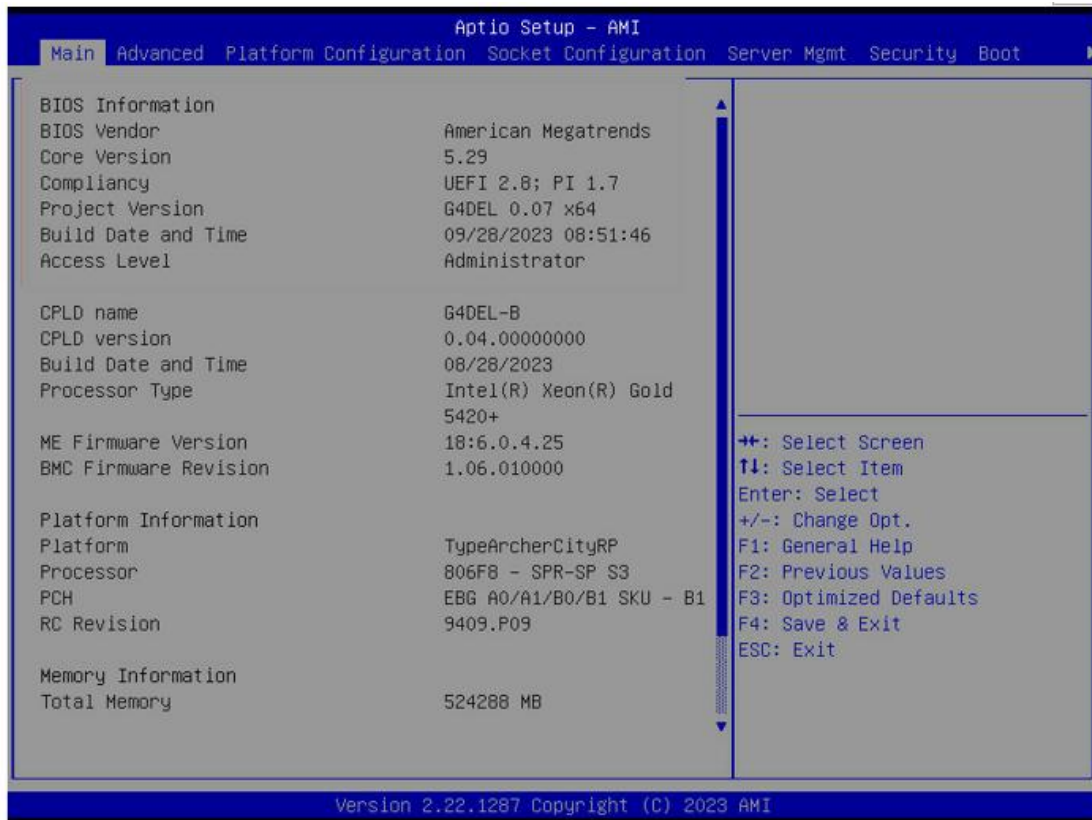 Aptio Setup – AMI
Main Advanced Platform Configuration Socket Configuration Server Mgmt Security Boot
BIOS Information
BIOS Vendor American Megatrends
Core Version 5.29
Compliancy UEFI 2.8; PI 1.7
Project Version G4DEL 0.07 x64
Build Date and Time 09/28/2023 08:51:46
Access Level Administrator
CPLD name G4DEL-B
CPLD version 0.04.00000000
Build Date and Time 08/28/2023
Processor Type Intel(R) Xeon(R) Gold
5420+
ME Firmware Version 18:6.0.4.25
BMC Firmware Revision 1.06.010000
Platform Information
Platform TypeArcherCityRP
Processor 806F8 - SPR-SP S3
PCH EBG A0/A1/B0/B1 SKU - B1
RC Revision 9409.P09
Memory Information
Total Memory 524288 MB
→←: Select Screen
↑↓: Select Item
Enter: Select
+/-: Change Opt.
F1: General Help
F2: Previous Values
F3: Optimized Defaults
F4: Save & Exit
ESC: Exit
Version 2.22.1287 Copyright (C) 2023 AMI